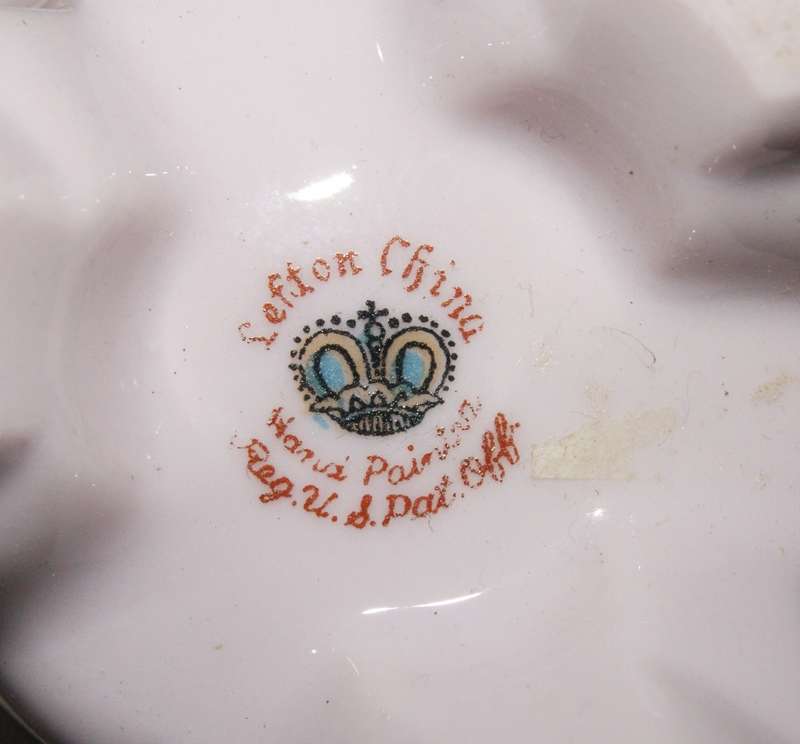 Lefton China
Hand Painted
Reg. U. S. Pat. Off.